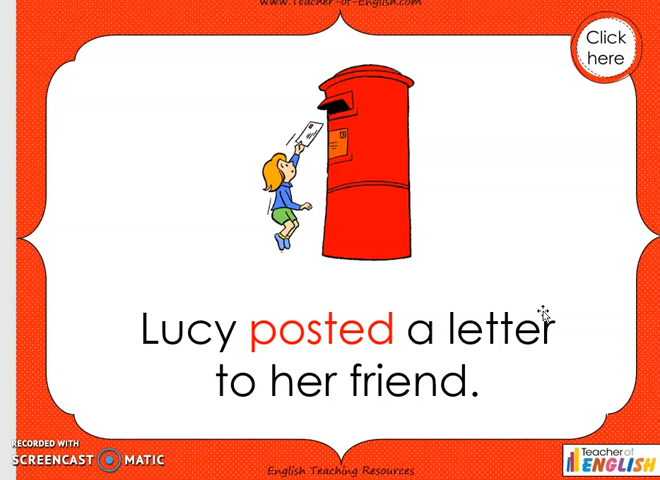 www.Teacher-of-English.com
Click
here
Lucy posted a letter
to her friend.
RECORDED WITH
SCREENCAST MATIC
English Teaching Resources
Teacher of
ENGLISH